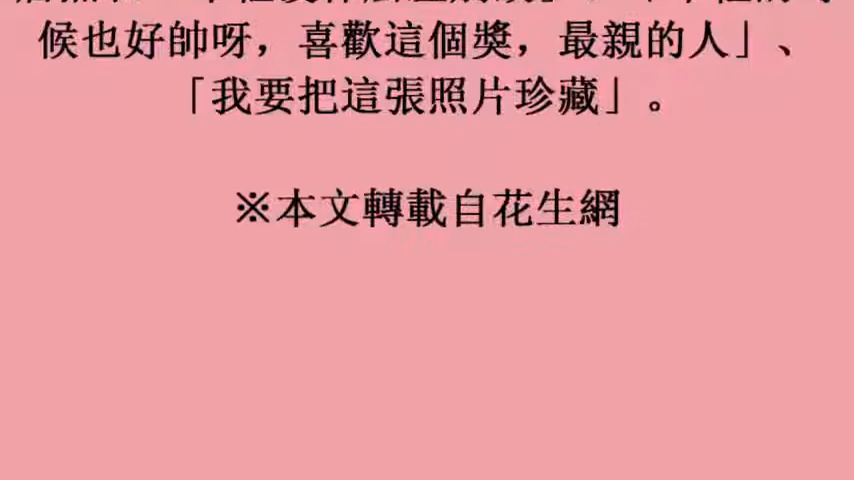 候也好帥呀，喜歡這個獎，最親的人」、
「我要把這張照片珍藏」。
※本文轉載自花生網